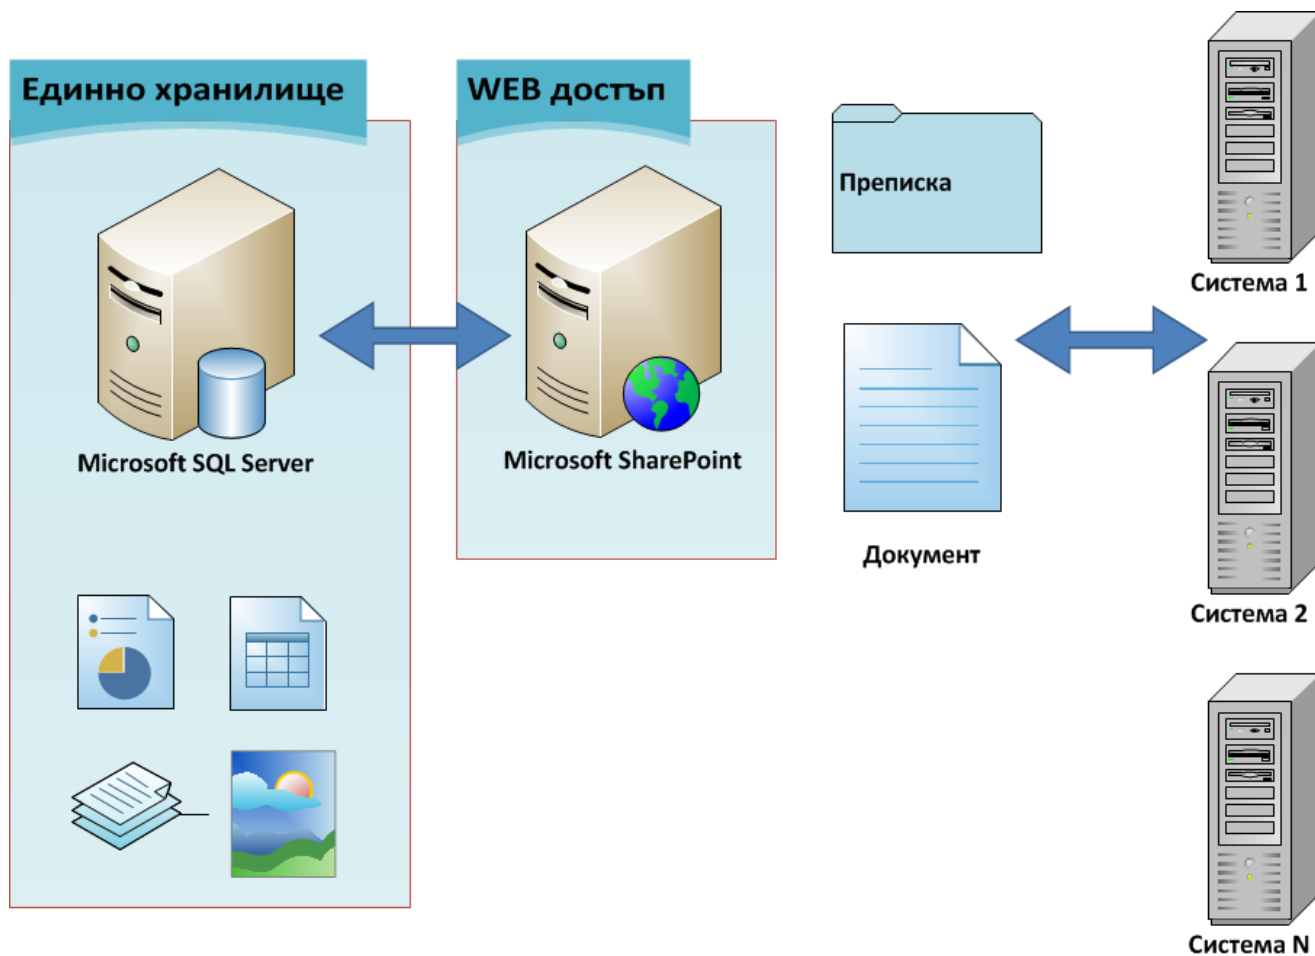 Единно хранилище
WEB достъп
Преписка
Система 1
Microsoft SQL Server
Microsoft SharePoint
Документ
Система 2
Система N